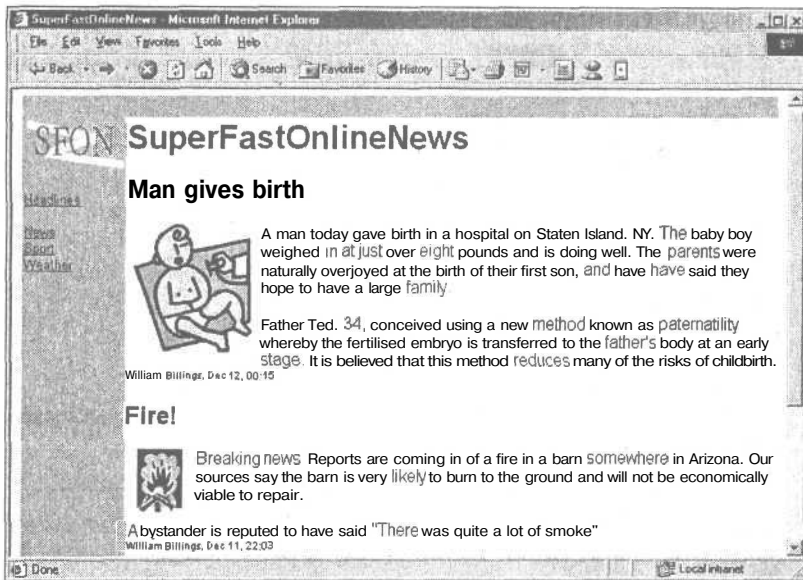 SuperFastOnlineNews - Microsoft Internet Explorer
File Edit View Favorites Tools Help
Back Search Favorites History
SFON SuperFastOnlineNews
Headlines
News
Sport
Weather
Man gives birth
A man today gave birth in a hospital on Staten Island. NY. The baby boy
weighed in at just over eight pounds and is doing well. The parents were
naturally overjoyed at the birth of their first son, and have have said they
hope to have a large family.
Father Ted. 34, conceived using a new method known as paternatility
whereby the fertilised embryo is transferred to the father's body at an early
stage. It is believed that this method reduces many of the risks of childbirth.
William Billings, Dec 12, 00:15
Fire!
Breaking news Reports are coming in of a fire in a barn somewhere in Arizona. Our
sources say the barn is very likely to burn to the ground and will not be economically
viable to repair.
A bystander is reputed to have said "There was quite a lot of smoke"
William Billings, Dec 11, 22:03
Done Local intranet